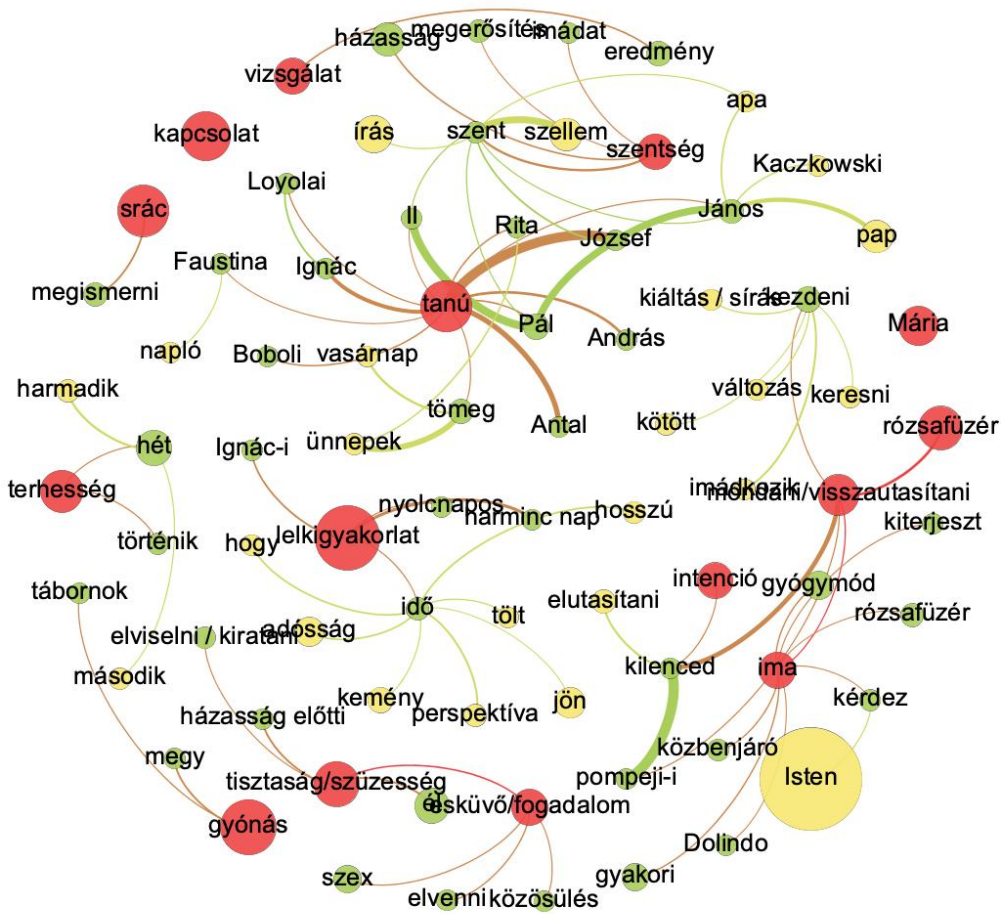 házasság
megerősítés
imádat
eredmény
vizsgálat
apa
írás
szent
szellem
szentség
kapcsolat
Kaczkowski
Loyolai
srác
II
Rita
József
János
pap
megismerni
Faustina
Ignác
tanú
Pál
András
kiáltás / sírás
kezdeni
Mária
napló
Boboli
vasárnap
harmadik
tömeg
Antal
változás
keresni
kötött
rózsafüzér
hét
Ignác-i
ünnepek
terhesség
nyolcnapos
harminc nap
hosszú
imádkozik
mondani/visszautasítani
kiterjeszt
történik
hogy
lelkigyakorlat
tábornok
idő
tölt
elutasítani
intenció
gyógymód
rózsafüzér
elviselni / kiratani
adósság
második
kemény
perspektíva
jön
kilenced
ima
kérdez
házasság előtti
megy
tisztaság/szüzesség
él
esküvő/fogadalom
pompeji-i
közbenjáró
Isten
gyónás
Dolindo
szex
elvenni
közösülés
gyakori